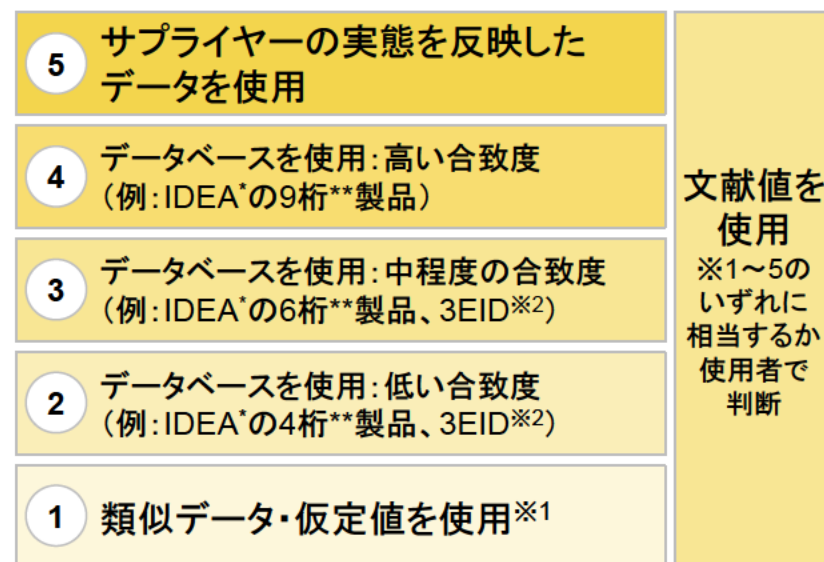 5
サプライヤーの実態を反映した
データを使用
4
データベースを使用：高い合致度
（例：IDEA*の9桁**製品）
3
データベースを使用：中程度の合致度
（例：IDEA*の6桁**製品、3EID※2）
2
データベースを使用：低い合致度
（例：IDEA*の4桁**製品、3EID※2）
1
類似データ・仮定値を使用※1
文献値を
使用
※1～5の
いずれに
相当するか
使用者で
判断